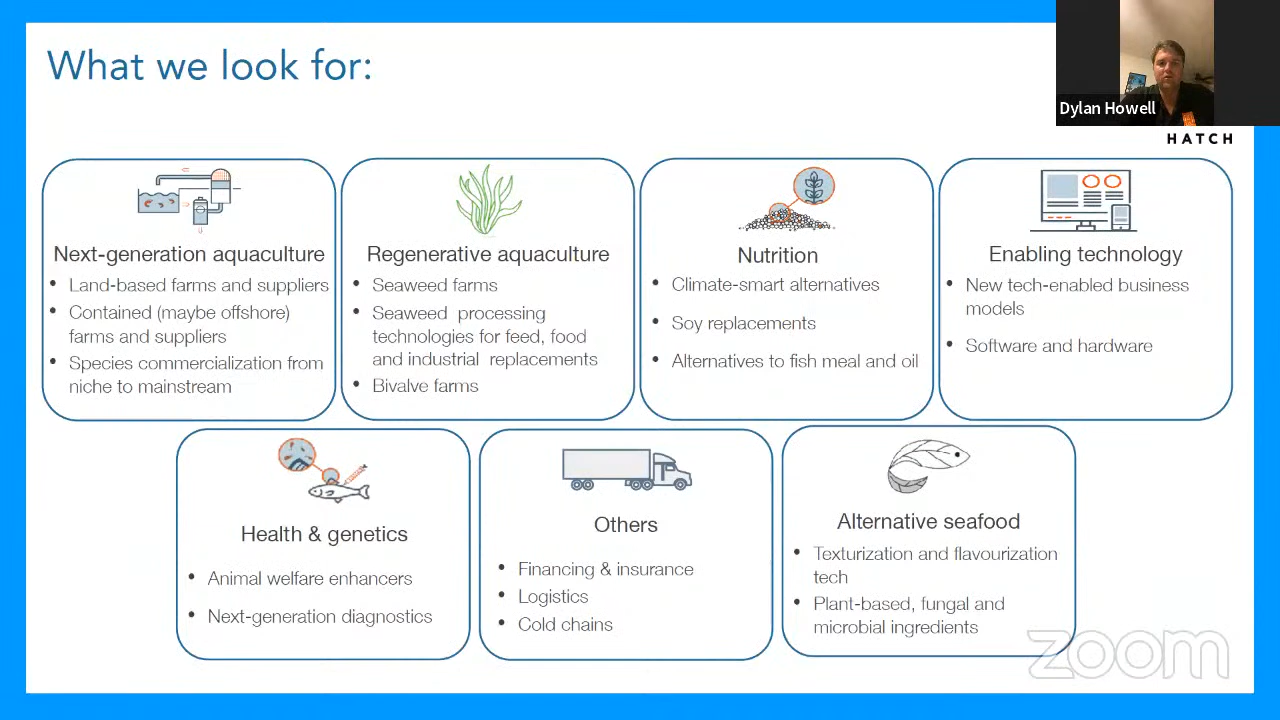 What we look for:
Dylan Howell
HATCH
Next-generation aquaculture
• Land-based farms and suppliers
• Contained (maybe offshore)
farms and suppliers
• Species commercialization from
niche to mainstream
Regenerative aquaculture
• Seaweed farms
• Seaweed processing
technologies for feed, food
and industrial replacements
• Bivalve farms
Nutrition
• Climate-smart alternatives
• Soy replacements
• Alternatives to fish meal and oil
Enabling technology
• New tech-enabled business
models
• Software and hardware
Health & genetics
• Animal welfare enhancers
• Next-generation diagnostics
Others
• Financing & insurance
• Logistics
• Cold chains
Alternative seafood
• Texturization and flavourization
tech
• Plant-based, fungal and
microbial ingredients
zoom